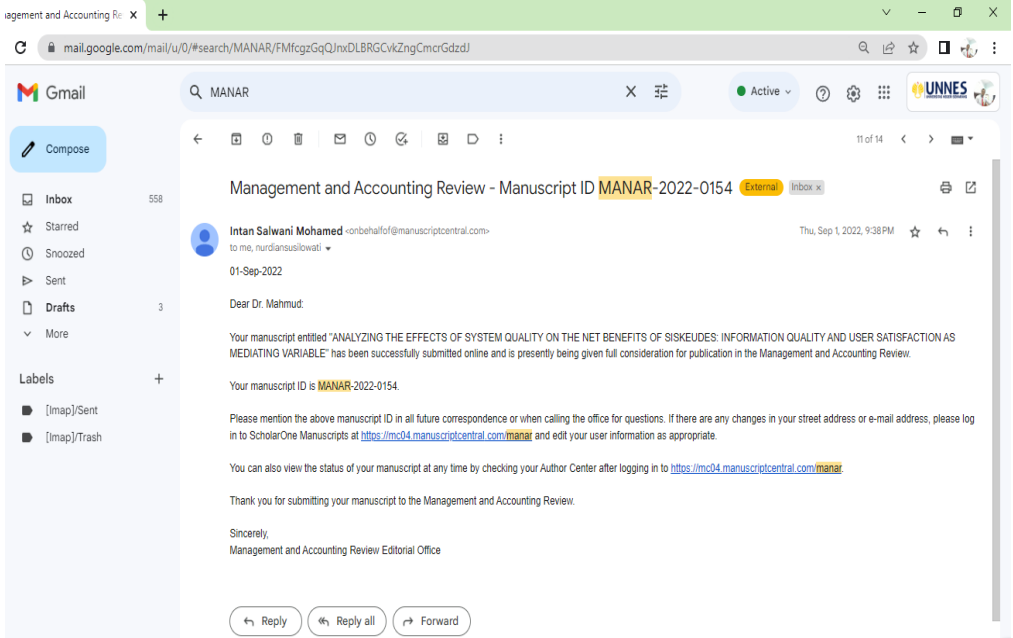 agement and Accounting Re
mail.google.com/mail/u/0/#search/MANAR/FMfcgzGqQJnxDLBRGCvkZngCmcrGdzdJ
Gmail
MANAR
Active
UNNES
Compose
11 of 14
Inbox 558
Starred
Snoozed
Sent
Drafts 3
More
Labels
[Imap]/Sent
[Imap]/Trash
Management and Accounting Review - Manuscript ID MANAR-2022-0154 External Inbox x
Intan Salwani Mohamed <onbehalfof@manuscriptcentral.com> Thu, Sep 1, 2022, 9:38 PM
to me, nurdiansusilowati
01-Sep-2022
Dear Dr. Mahmud:
Your manuscript entitled "ANALYZING THE EFFECTS OF SYSTEM QUALITY ON THE NET BENEFITS OF SISKEUDES: INFORMATION QUALITY AND USER SATISFACTION AS
MEDIATING VARIABLE" has been successfully submitted online and is presently being given full consideration for publication in the Management and Accounting Review.
Your manuscript ID is MANAR-2022-0154.
Please mention the above manuscript ID in all future correspondence or when calling the office for questions. If there are any changes in your street address or e-mail address, please log
in to ScholarOne Manuscripts at https://mc04.manuscriptcentral.com/manar and edit your user information as appropriate.
You can also view the status of your manuscript at any time by checking your Author Center after logging in to https://mc04.manuscriptcentral.com/manar.
Thank you for submitting your manuscript to the Management and Accounting Review.
Sincerely,
Management and Accounting Review Editorial Office
Reply
Reply all
Forward